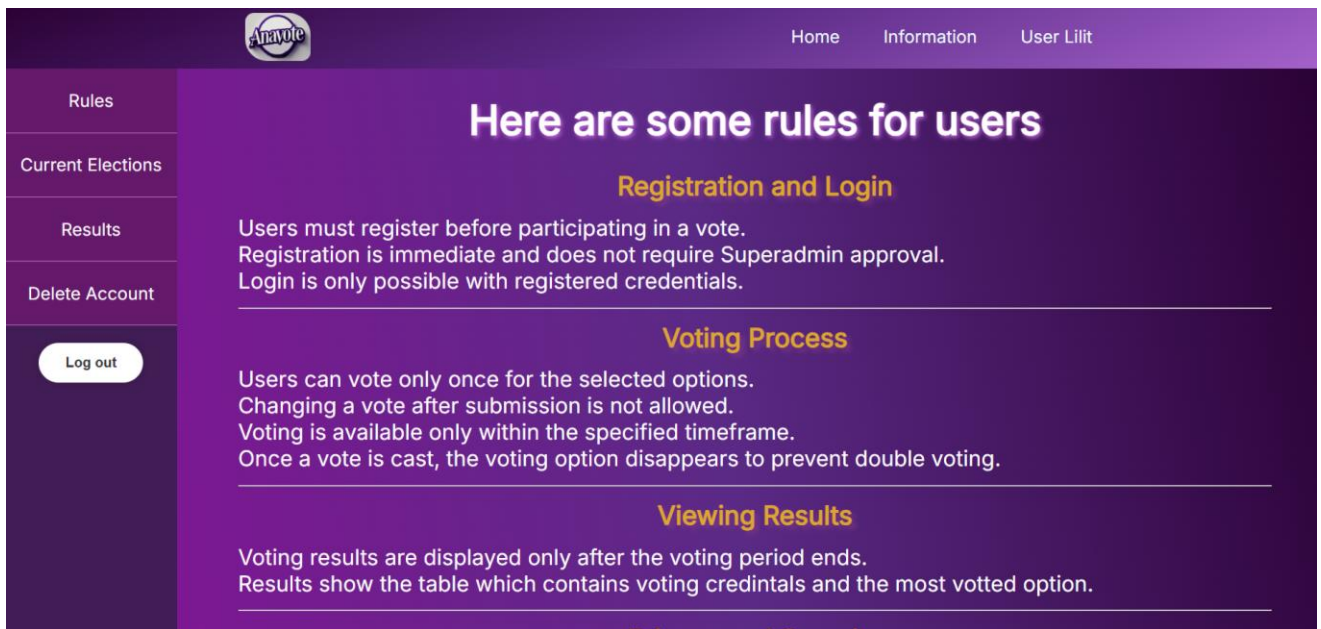 Anavote
Home Information User Lilit
Rules
Current Elections
Results
Delete Account
Log out
Here are some rules for users
Registration and Login
Users must register before participating in a vote.
Registration is immediate and does not require Superadmin approval.
Login is only possible with registered credentials.
Voting Process
Users can vote only once for the selected options.
Changing a vote after submission is not allowed.
Voting is available only within the specified timeframe.
Once a vote is cast, the voting option disappears to prevent double voting.
Viewing Results
Voting results are displayed only after the voting period ends.
Results show the table which contains voting credintals and the most votted option.